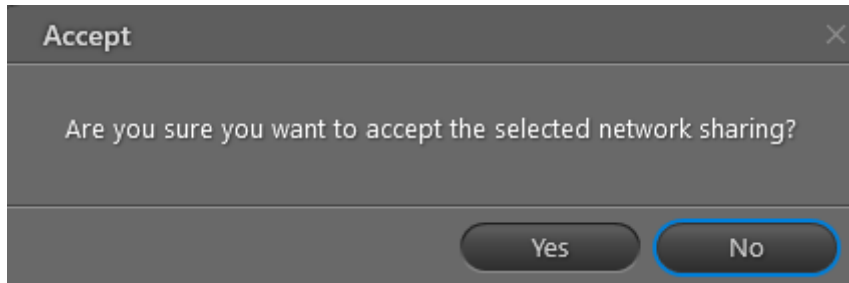 Accept
Are you sure you want to accept the selected network sharing?
Yes No